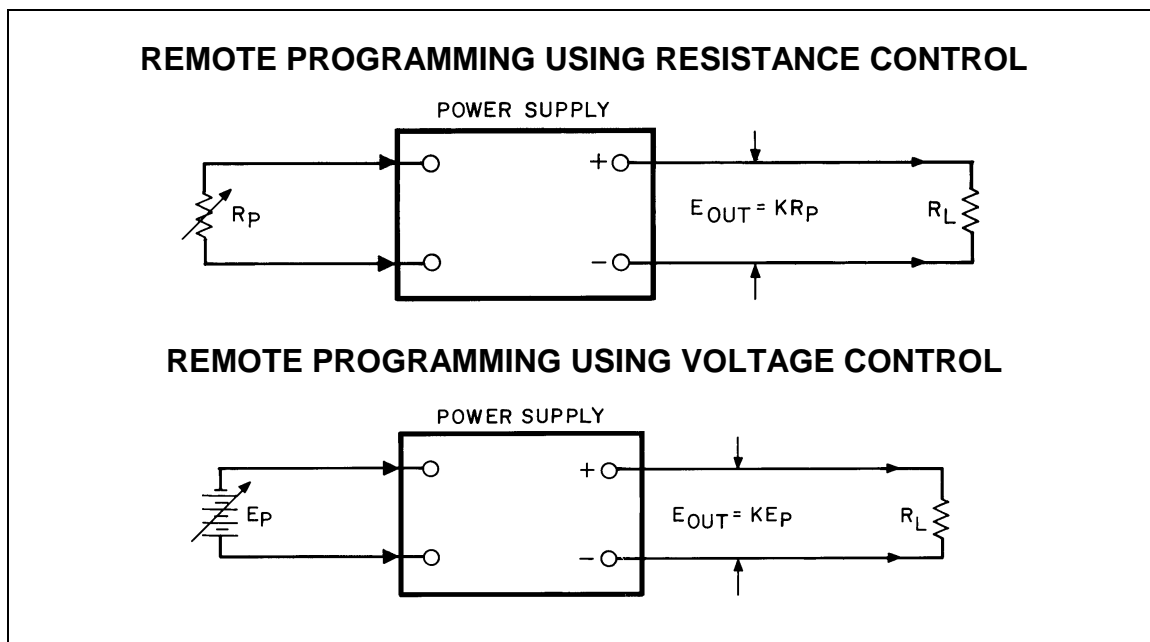 REMOTE PROGRAMMING USING RESISTANCE CONTROL
POWER SUPPLY
RP
+
-
EOUT = KRP
RL
REMOTE PROGRAMMING USING VOLTAGE CONTROL
POWER SUPPLY
EP
+
-
EOUT = KEP
RL